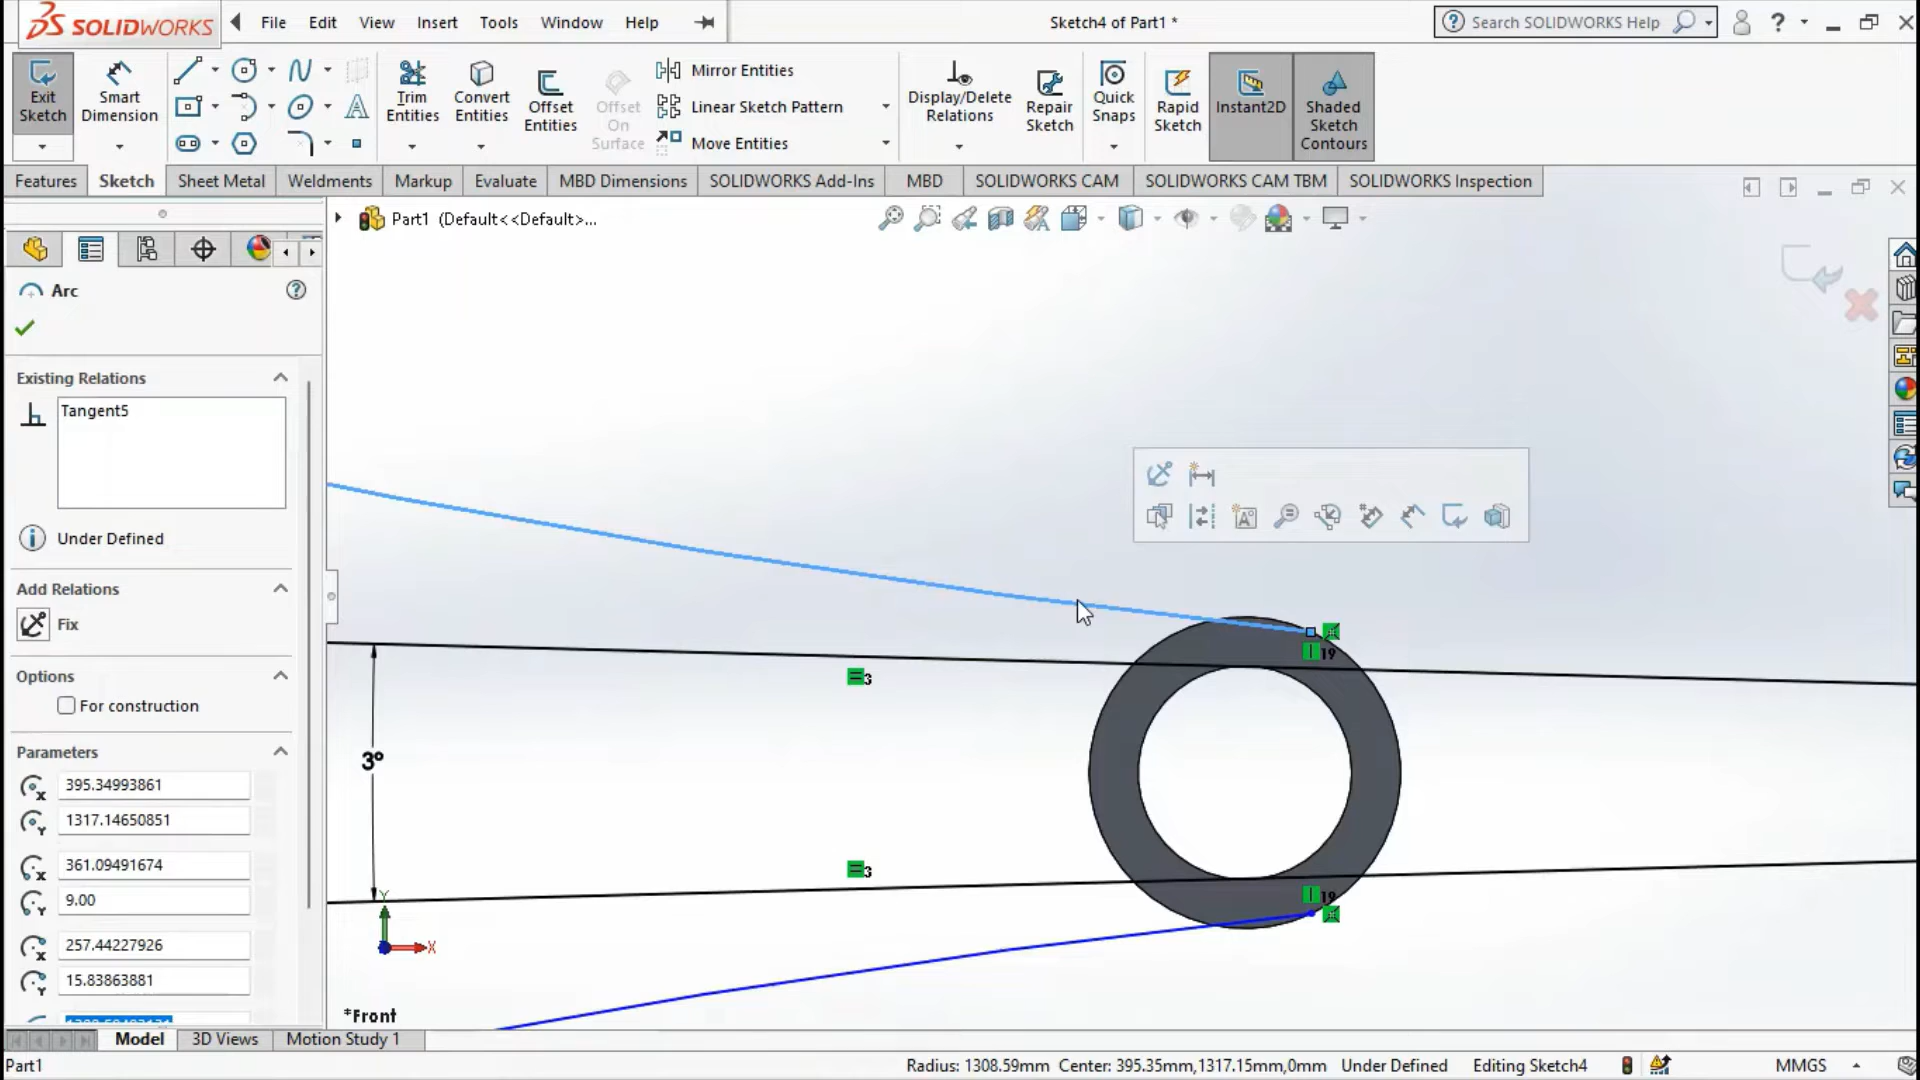 SOLIDWORKS
File Edit View Insert Tools Window Help
Sketch4 of Part1 *
Search SOLIDWORKS Help
Exit Sketch
Smart Dimension
Trim Entities
Convert Entities
Offset Entities
Offset On Surface
Mirror Entities
Linear Sketch Pattern
Move Entities
Display/Delete Relations
Repair Sketch
Quick Snaps
Rapid Sketch
Instant2D
Shaded Sketch Contours
Features Sketch Sheet Metal Weldments Markup Evaluate MBD Dimensions SOLIDWORKS Add-Ins MBD SOLIDWORKS CAM SOLIDWORKS CAM TBM SOLIDWORKS Inspection
Part1 (Default<<Default>...
Arc
Existing Relations
Tangent5
Under Defined
Add Relations
Fix
Options
For construction
Parameters
395.34993861
1317.14650851
361.09491674
9.00
257.44227926
15.83863881
19
3
3°
3
19
Y
X
*Front
Model 3D Views Motion Study 1
Part1
Radius: 1308.59mm Center: 395.35mm,1317.15mm,0mm Under Defined Editing Sketch4 MMGS